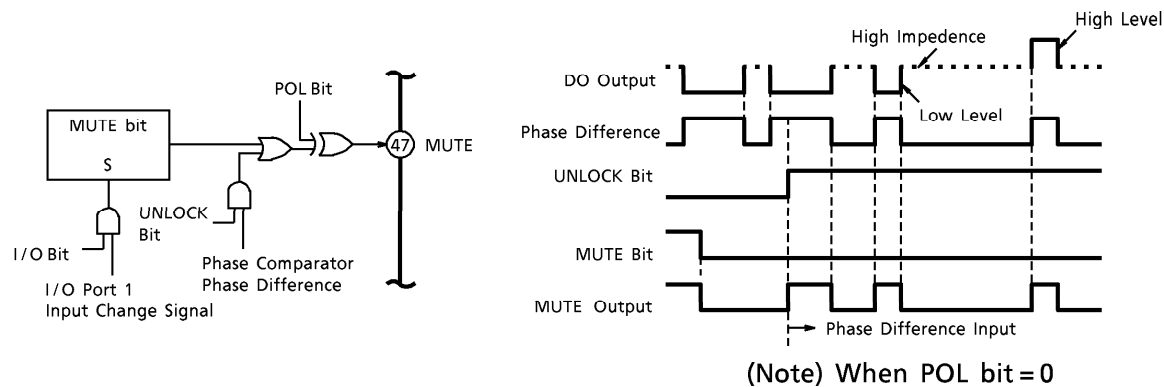 POL Bit
MUTE bit
S
47
MUTE
UNLOCK
Bit
I/O Bit
I/O Port 1
Input Change Signal
Phase Comparator
Phase Difference
High Level
High Impedence
DO Output
Low Level
Phase Difference
UNLOCK Bit
MUTE Bit
MUTE Output
Phase Difference Input
(Note) When POL bit = 0